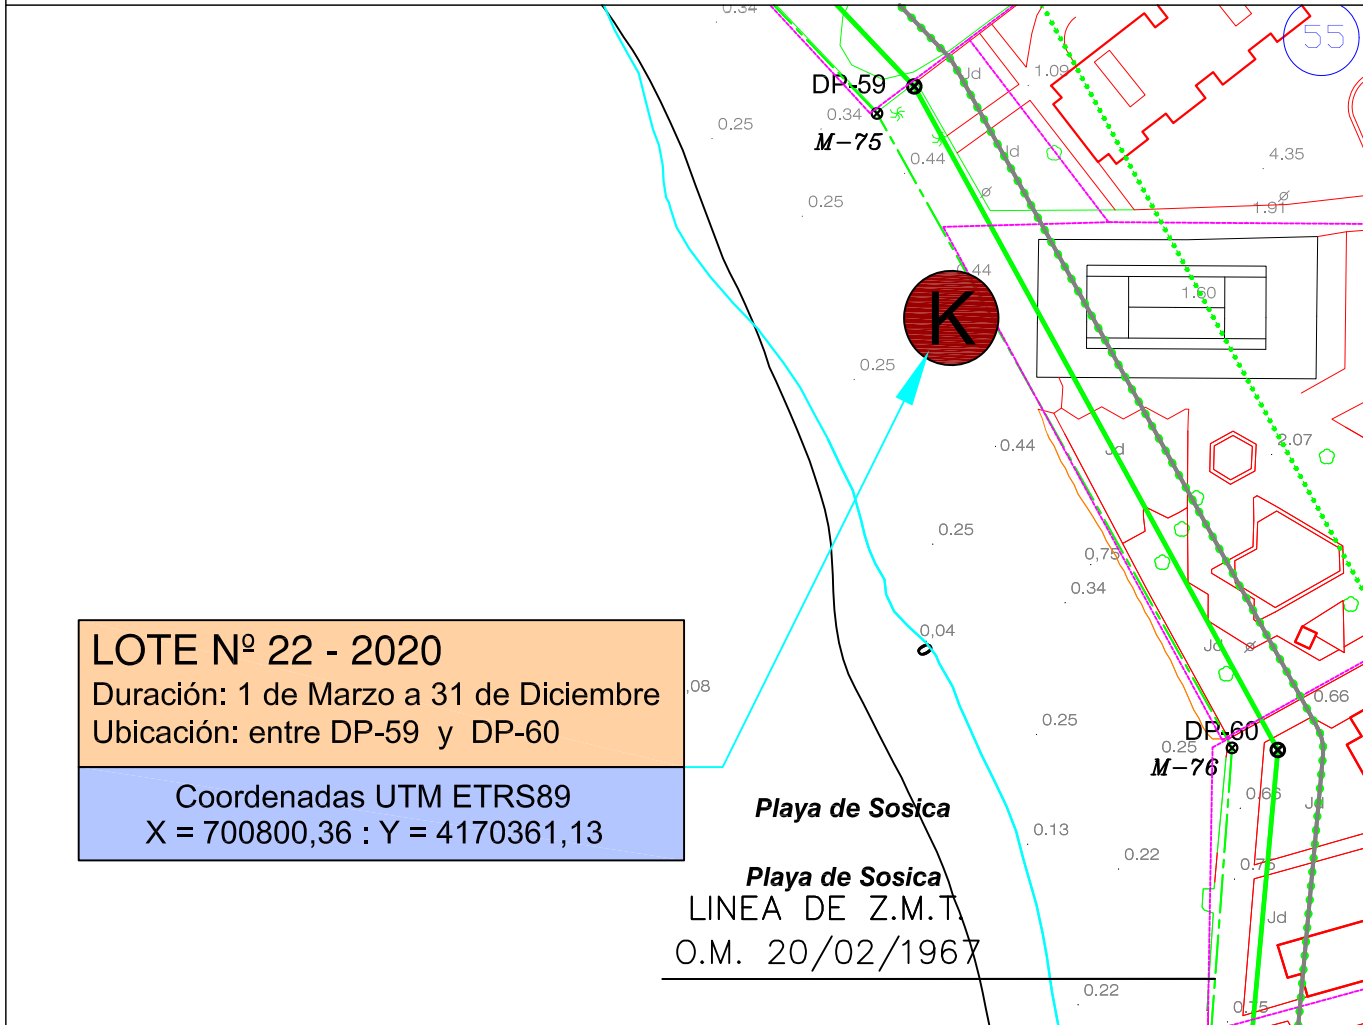 0.34
55
DP-59
Jd
1.09
0.34
0.25
M-75
0.44
Jd
4.35
0.25
1.91
.44
1.60
K
0.25
0.44
Jd
2.07
0.25
0,75
0.34
0,04
Jd
LOTE Nº 22 - 2020
Duración: 1 de Marzo a 31 de Diciembre
Ubicación: entre DP-59 y DP-60
,08
0.66
0.25
DP-60
0.25
M-76
Coordenadas UTM ETRS89
X = 700800,36 : Y = 4170361,13
0.66
Jd
Playa de Sosica
0.13
0.22
0.75
Playa de Sosica
LINEA DE Z.M.T.
Jd
O.M. 20/02/1967
0.22
0.75